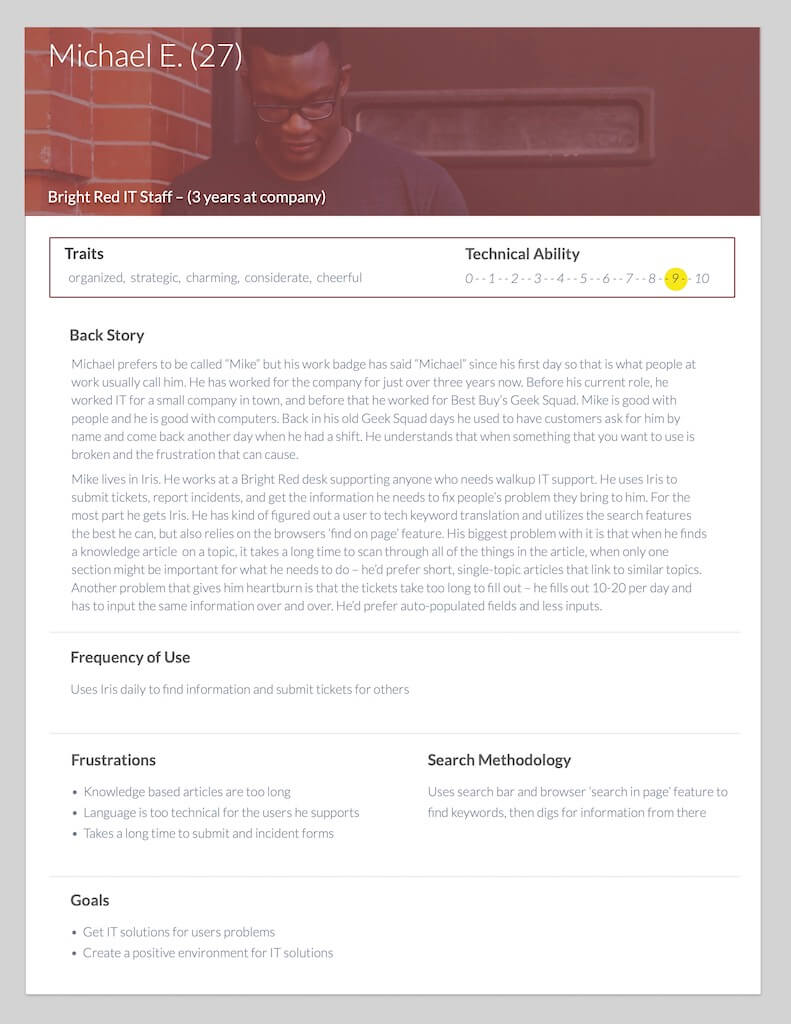 Michael E. (27)
Bright Red IT Staff – (3 years at company)
Traits
organized, strategic, charming, considerate, cheerful
Technical Ability
0 - - 1 - - 2 - - 3 - - 4 - - 5 - - 6 - - 7 - - 8 - - 9 - - 10
Back Story
Michael prefers to be called “Mike” but his work badge has said “Michael” since his first day so that is what people at
work usually call him. He has worked for the company for just over three years now. Before his current role, he
worked IT for a small company in town, and before that he worked for Best Buy’s Geek Squad. Mike is good with
people and he is good with computers. Back in his old Geek Squad days he used to have customers ask for him by
name and come back another day when he had a shift. He understands that when something that you want to use is
broken and the frustration that can cause.
Mike lives in Iris. He works at a Bright Red desk supporting anyone who needs walkup IT support. He uses Iris to
submit tickets, report incidents, and get the information he needs to fix people’s problem they bring to him. For the
most part he gets Iris. He has kind of figured out a user to tech keyword translation and utilizes the search features
the best he can, but also relies on the browsers ‘find on page’ feature. His biggest problem with it is that when he finds
a knowledge article on a topic, it takes a long time to scan through all of the things in the article, when only one
section might be important for what he needs to do – he’d prefer short, single-topic articles that link to similar topics.
Another problem that gives him heartburn is that the tickets take too long to fill out – he fills out 10-20 per day and
has to input the same information over and over. He’d prefer auto-populated fields and less inputs.
Frequency of Use
Uses Iris daily to find information and submit tickets for others
Frustrations
• Knowledge based articles are too long
• Language is too technical for the users he supports
• Takes a long time to submit and incident forms
Search Methodology
Uses search bar and browser ‘search in page’ feature to
find keywords, then digs for information from there
Goals
• Get IT solutions for users problems
• Create a positive environment for IT solutions